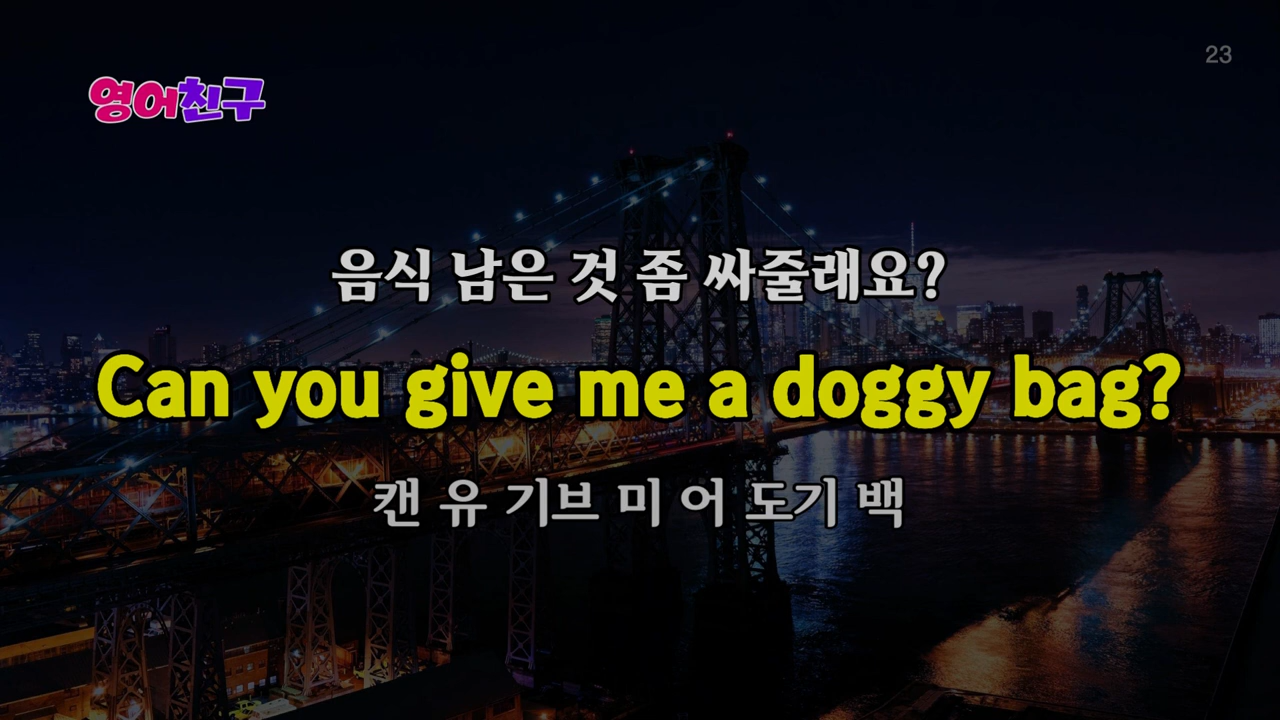 23
영어친구
음식 남은 것 좀 싸줄래요?
Can you give me a doggy bag?
캔 유 기브 미 어 도기 백